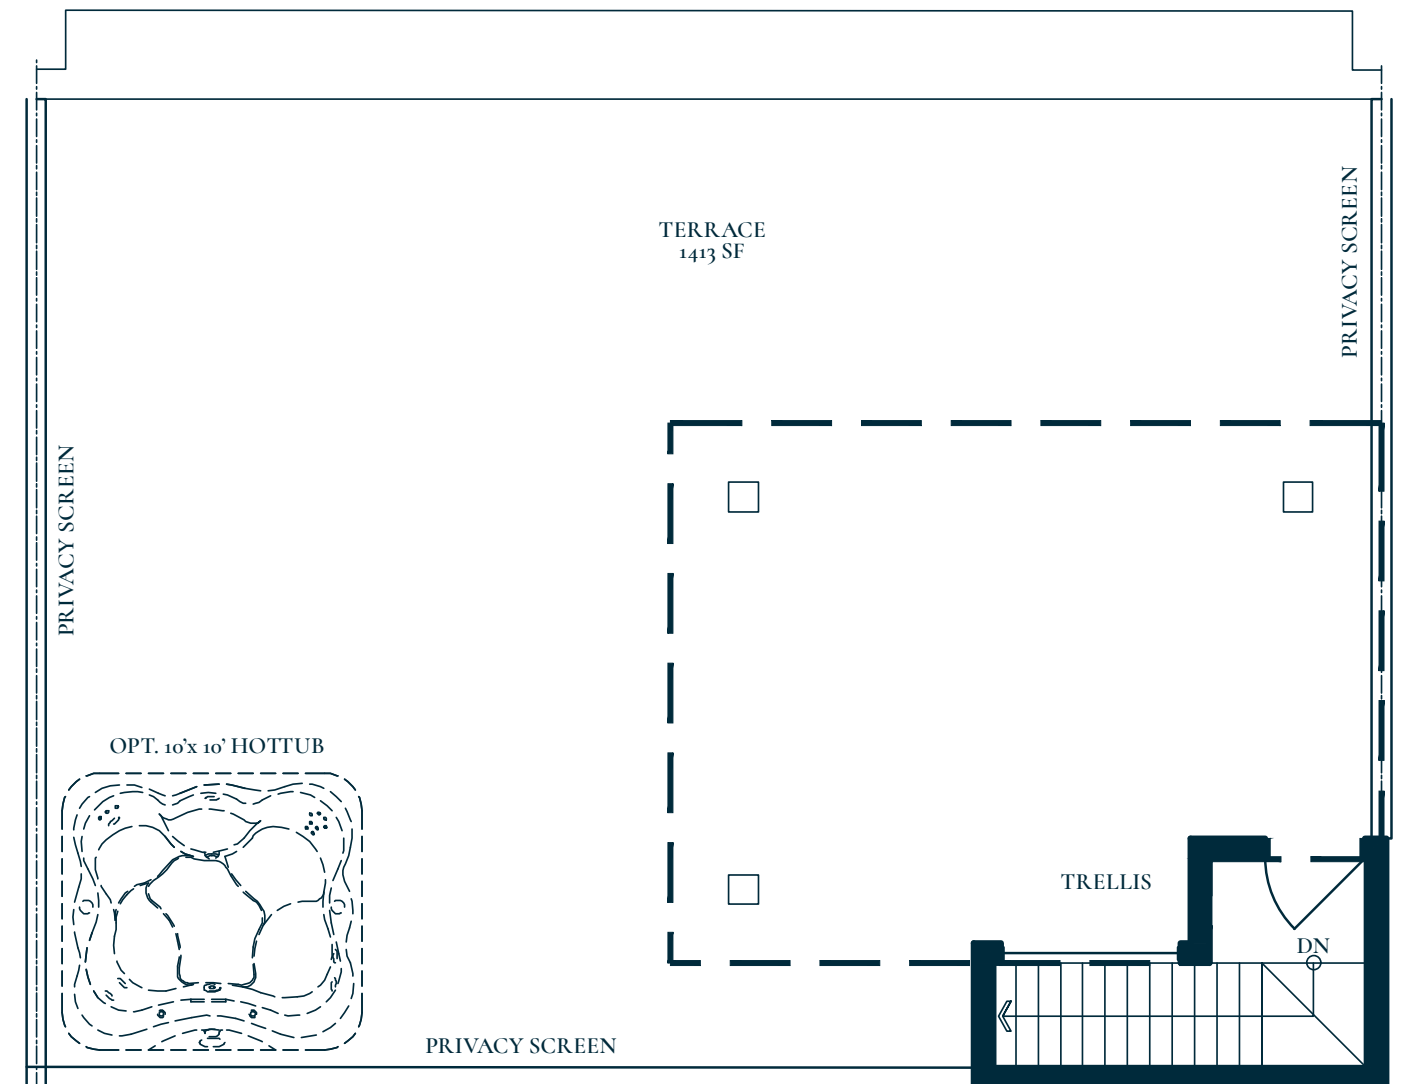 TERRACE
1413 SF
PRIVACY SCREEN
PRIVACY SCREEN
OPT. 10'x 10' HOTTUB
TRELLIS
DN
PRIVACY SCREEN